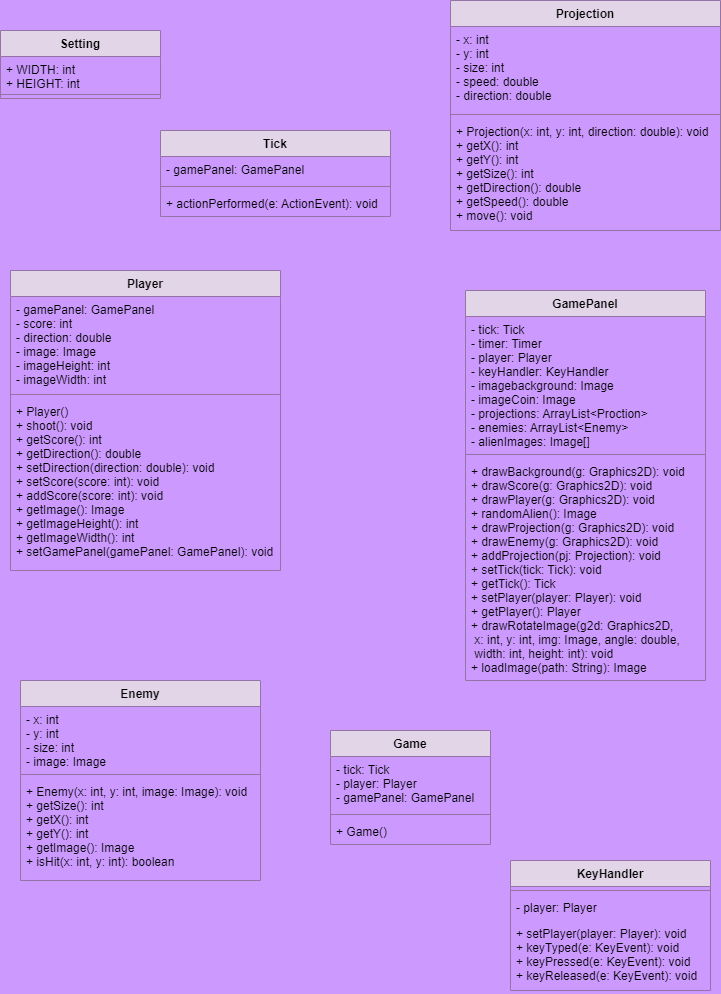 Setting
+ WIDTH: int
+ HEIGHT: int
Projection
- x: int
- y: int
- size: int
- speed: double
- direction: double
+ Projection(x: int, y: int, direction: double): void
+ getX(): int
+ getY(): int
+ getSize(): int
+ getDirection(): double
+ getSpeed(): double
+ move(): void
Tick
- gamePanel: GamePanel
+ actionPerformed(e: ActionEvent): void
Player
- gamePanel: GamePanel
- score: int
- direction: double
- image: Image
- imageHeight: int
- imageWidth: int
+ Player()
+ shoot(): void
+ getScore(): int
+ getDirection(): double
+ setDirection(direction: double): void
+ setScore(score: int): void
+ addScore(score: int): void
+ getImage(): Image
+ getImageHeight(): int
+ getImageWidth(): int
+ setGamePanel(gamePanel: GamePanel): void
GamePanel
- tick: Tick
- timer: Timer
- player: Player
- keyHandler: KeyHandler
- imagebackground: Image
- imageCoin: Image
- projections: ArrayList<Proction>
- enemies: ArrayList<Enemy>
- alienImages: Image[]
+ drawBackground(g: Graphics2D): void
+ drawScore(g: Graphics2D): void
+ drawPlayer(g: Graphics2D): void
+ randomAlien(): Image
+ drawProjection(g: Graphics2D): void
+ drawEnemy(g: Graphics2D): void
+ addProjection(pj: Projection): void
+ setTick(tick: Tick): void
+ getTick(): Tick
+ setPlayer(player: Player): void
+ getPlayer(): Player
+ drawRotateImage(g2d: Graphics2D,
x: int, y: int, img: Image, angle: double,
width: int, height: int): void
+ loadImage(path: String): Image
Enemy
- x: int
- y: int
- size: int
- image: Image
+ Enemy(x: int, y: int, image: Image): void
+ getSize(): int
+ getX(): int
+ getY(): int
+ getImage(): Image
+ isHit(x: int, y: int): boolean
Game
- tick: Tick
- player: Player
- gamePanel: GamePanel
+ Game()
KeyHandler
- player: Player
+ setPlayer(player: Player): void
+ keyTyped(e: KeyEvent): void
+ keyPressed(e: KeyEvent): void
+ keyReleased(e: KeyEvent): void